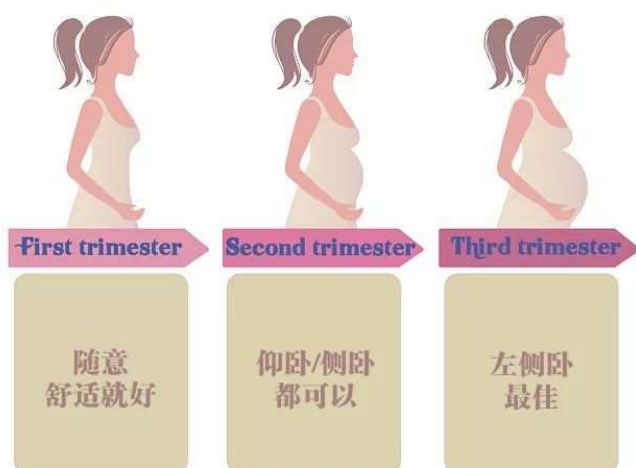 First trimester
Second trimester
Third trimester
随意
舒适就好
仰卧/侧卧
都可以
左侧卧
最佳